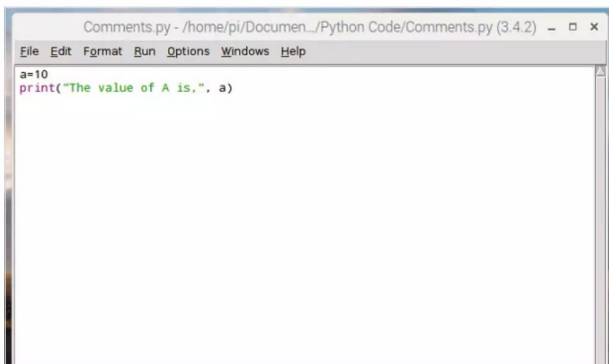 Comments.py - /home/pi/Documen.../Python Code/Comments.py (3.4.2)
File Edit Format Run Options Windows Help
a=10
print("The value of A is,", a)